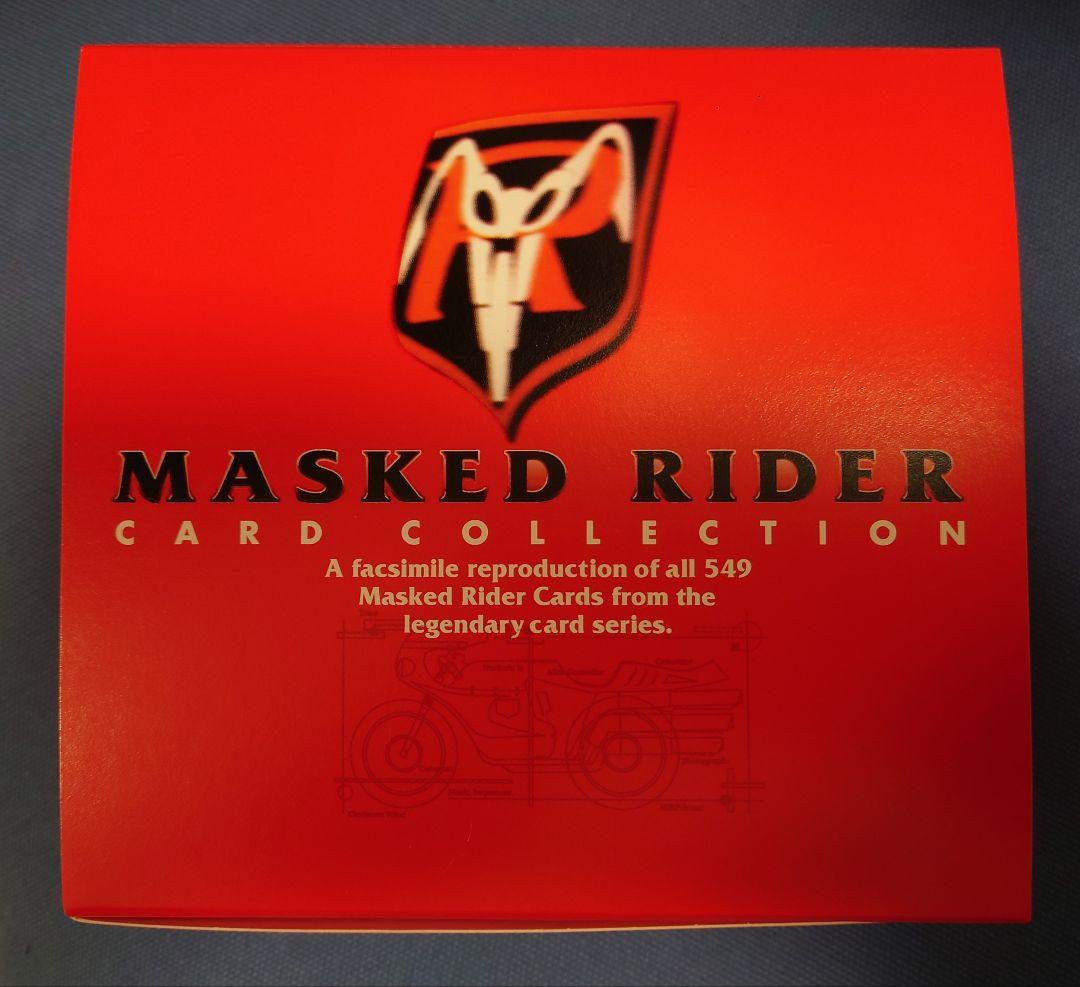 MASKED RIDER
CARD COLLECTION
A facsimile reproduction of all 549
Masked Rider Cards from the
legendary card series.